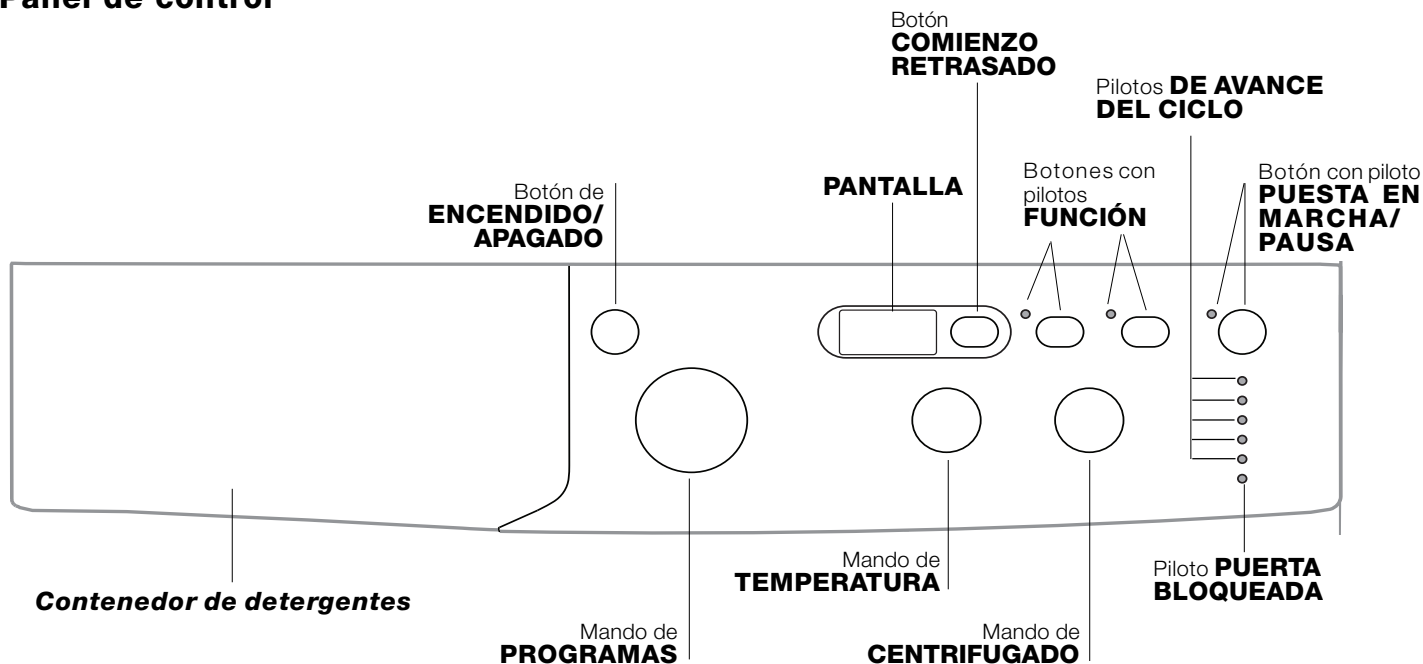 Panel de control
Botón
COMIENZO
RETRASADO
Pilotos DE AVANCE
DEL CICLO
Botón de
ENCENDIDO/
APAGADO
PANTALLA
Botones con
pilotos
FUNCIÓN
Botón con piloto
PUESTA EN
MARCHA/
PAUSA
Contenedor de detergentes
Mando de
PROGRAMAS
Mando de
TEMPERATURA
Mando de
CENTRIFUGADO
Piloto PUERTA
BLOQUEADA